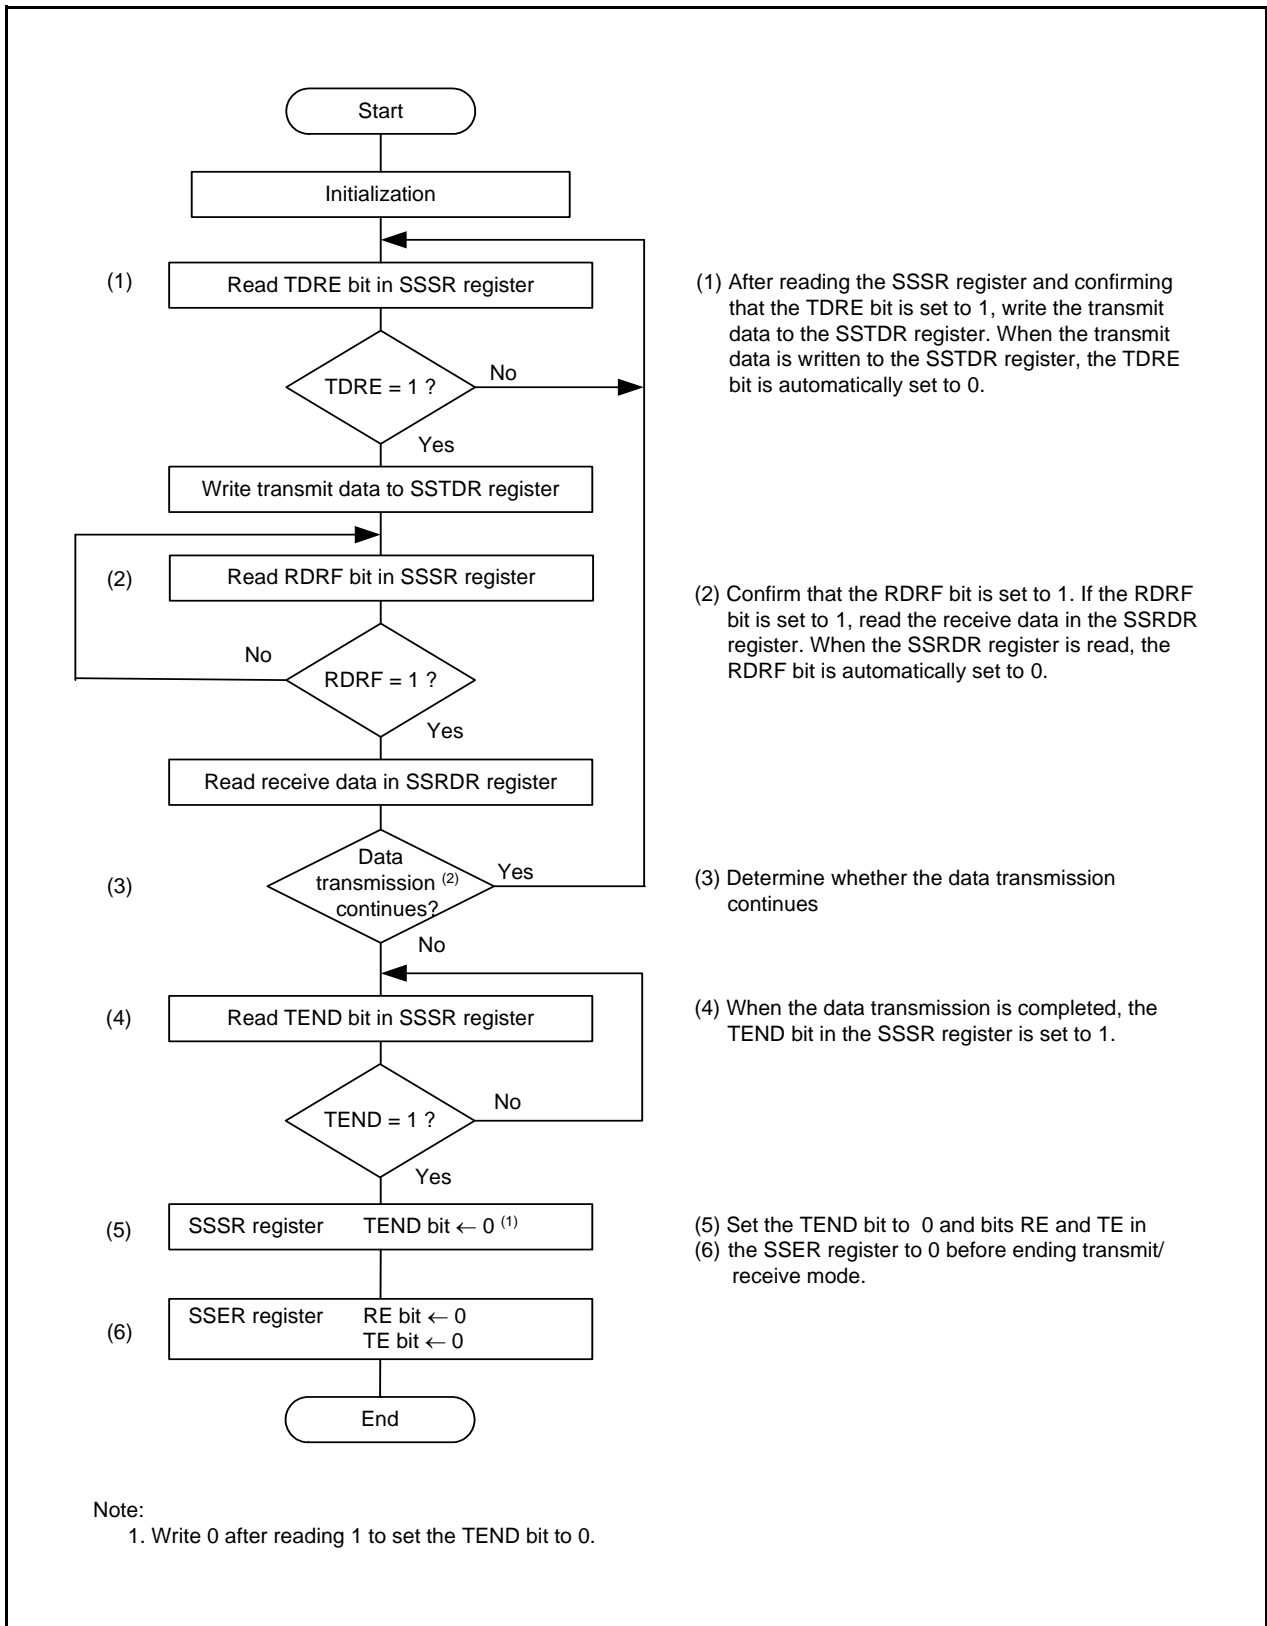 Start
Initialization
(1)
Read TDRE bit in SSSR register
TDRE = 1 ?
No
Yes
Write transmit data to SSTDR register
(2)
Read RDRF bit in SSSR register
No
RDRF = 1 ?
Yes
Read receive data in SSRDR register
(3)
Data
transmission (2)
continues?
Yes
No
(4)
Read TEND bit in SSSR register
TEND = 1 ?
No
Yes
(5)
SSSR register TEND bit ← 0 (1)
(6)
SSER register RE bit ← 0
TE bit ← 0
End
(1) After reading the SSSR register and confirming
that the TDRE bit is set to 1, write the transmit
data to the SSTDR register. When the transmit
data is written to the SSTDR register, the TDRE
bit is automatically set to 0.
(2) Confirm that the RDRF bit is set to 1. If the RDRF
bit is set to 1, read the receive data in the SSRDR
register. When the SSRDR register is read, the
RDRF bit is automatically set to 0.
(3) Determine whether the data transmission
continues
(4) When the data transmission is completed, the
TEND bit in the SSSR register is set to 1.
(5) Set the TEND bit to 0 and bits RE and TE in
(6) the SSER register to 0 before ending transmit/
receive mode.
Note:
1. Write 0 after reading 1 to set the TEND bit to 0.